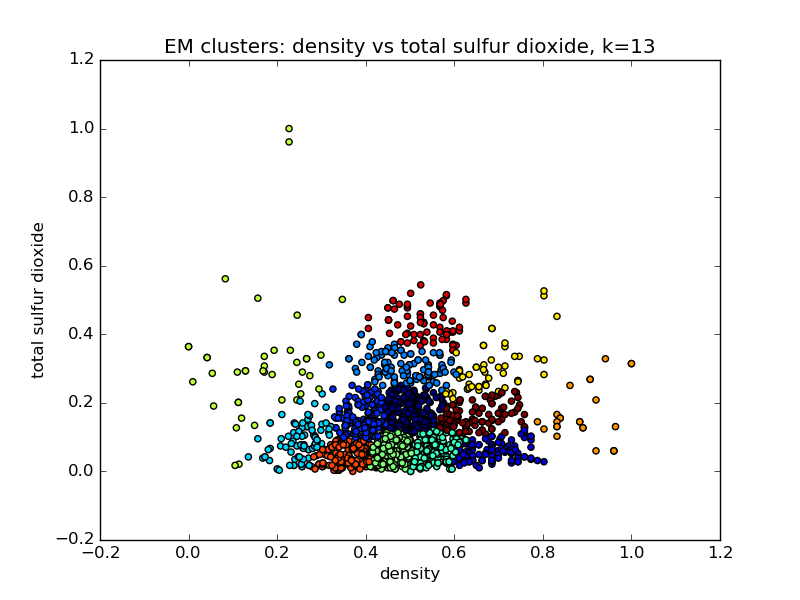 EM clusters: density vs total sulfur dioxide, k=13
1.2
1.0
0.8
0.6
0.4
0.2
0.0
−0.2
total sulfur dioxide
−0.2 0.0 0.2 0.4 0.6 0.8 1.0 1.2
density